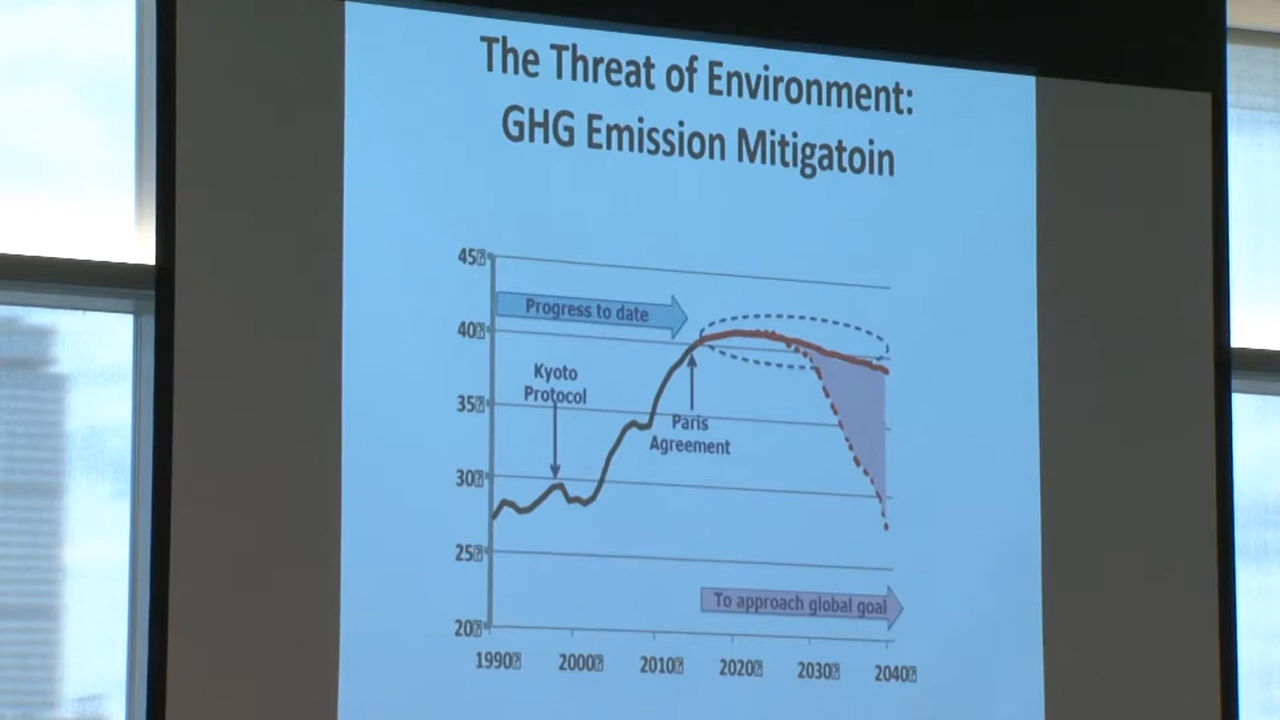 The Threat of Environment:
GHG Emission Mitigatoin
45
Progress to date
40
Kyoto
Protocol
35
Paris
Agreement
30
25
To approach global goal
20
1990
2000
2010
2020
2030
2040